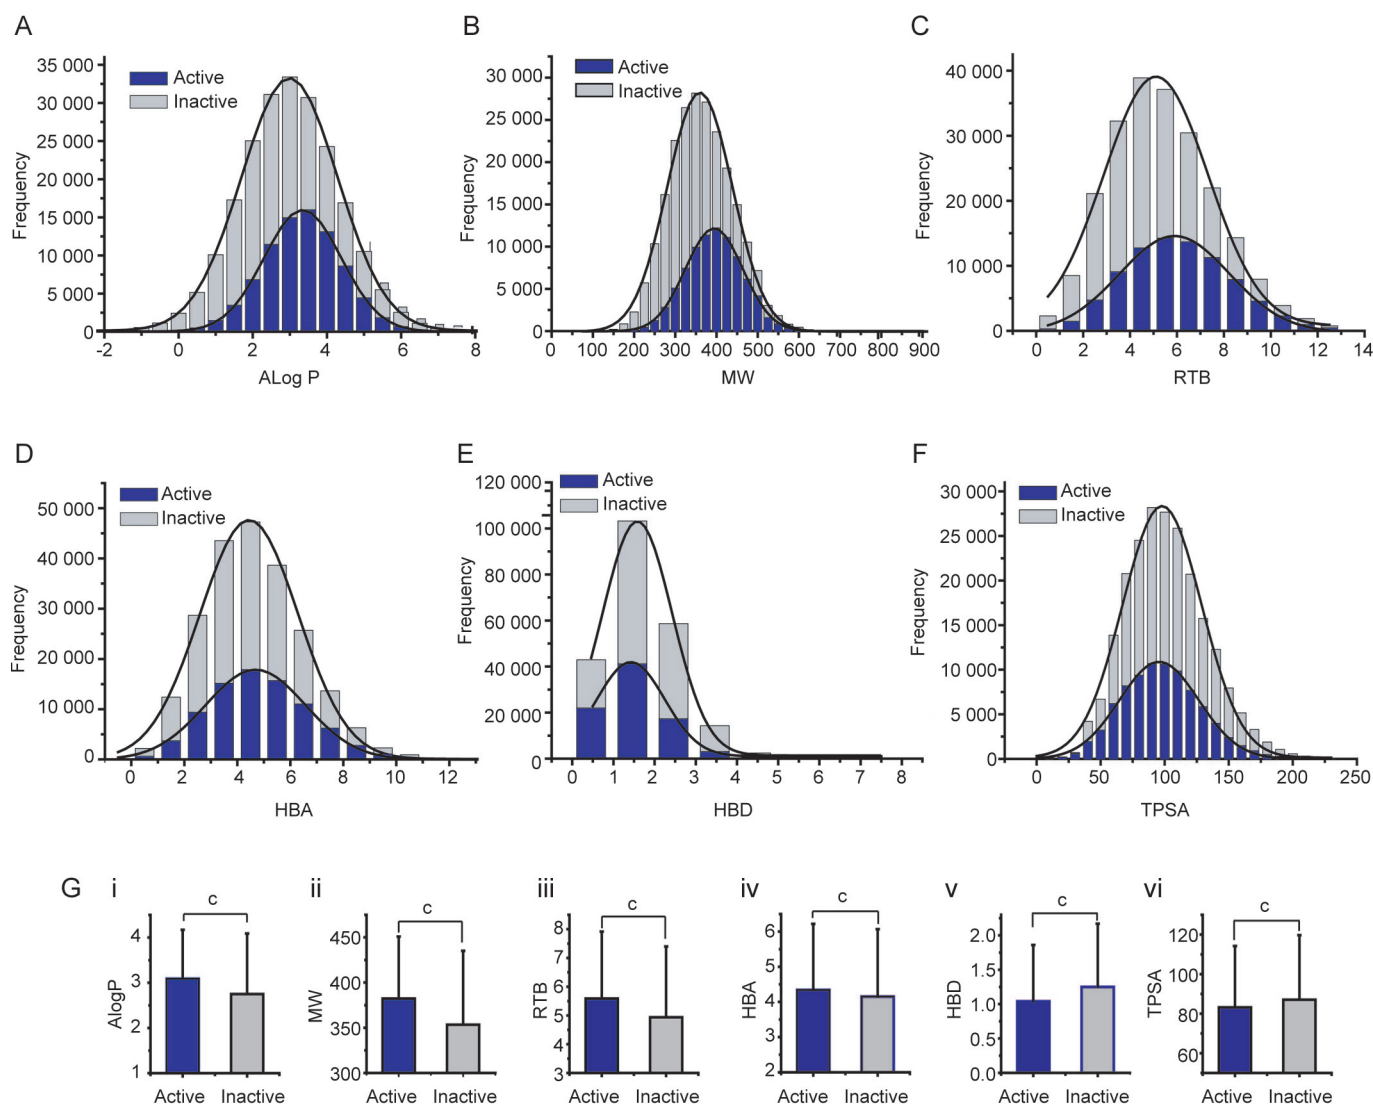 A
B
C
35 000
30 000
25 000
20 000
15 000
10 000
5 000
0
-2
0
2
4
6
8
Frequency
ALog P
Active
Inactive
30 000
25 000
20 000
15 000
10 000
5 000
0
0
100
200
300
400
500
600
700
800
900
Frequency
MW
Active
Inactive
40 000
30 000
20 000
10 000
0
0
2
4
6
8
10
12
14
Frequency
RTB
D
E
F
50 000
40 000
30 000
20 000
10 000
0
0
2
4
6
8
10
12
Frequency
HBA
Active
Inactive
120 000
100 000
80 000
60 000
40 000
20 000
0
0
1
2
3
4
5
6
7
8
Frequency
HBD
Active
Inactive
30 000
25 000
20 000
15 000
10 000
5 000
0
0
50
100
150
200
250
Frequency
TPSA
Active
Inactive
G
i
c
4
3
2
1
AlogP
Active Inactive
ii
c
450
400
350
300
MW
Active Inactive
iii
c
8
7
6
5
4
3
RTB
Active Inactive
iv
c
6
5
4
3
2
HBA
Active Inactive
v
c
2.0
1.5
1.0
0.5
0.0
HBD
Active Inactive
vi
c
120
100
80
60
TPSA
Active Inactive